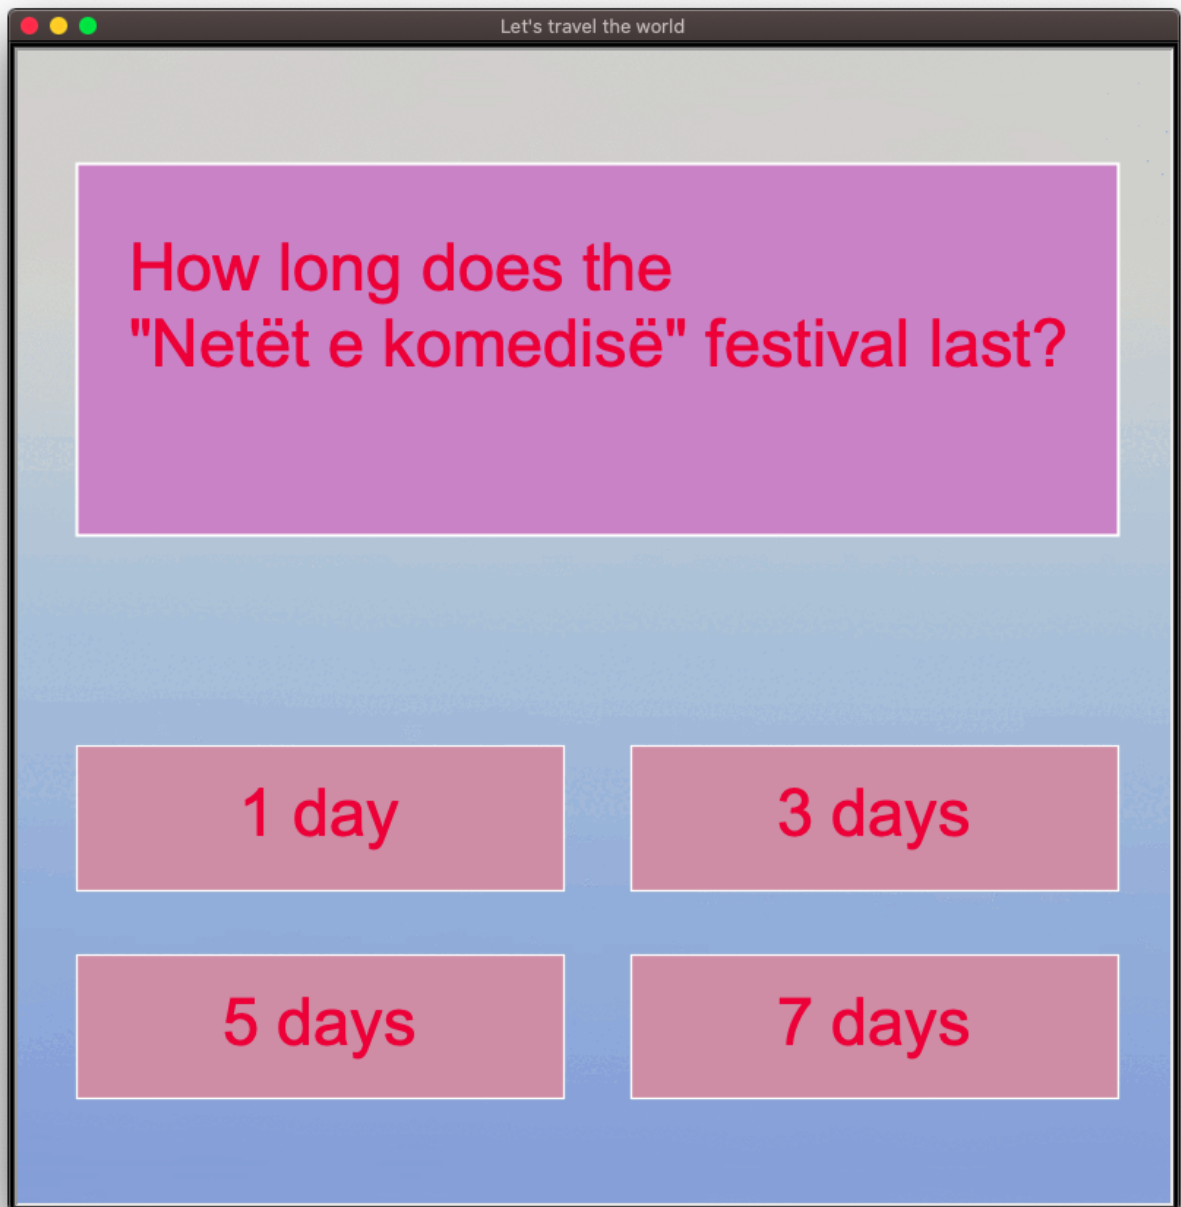 Let's travel the world
How long does the
"Netët e komedisë" festival last?
1 day
3 days
5 days
7 days